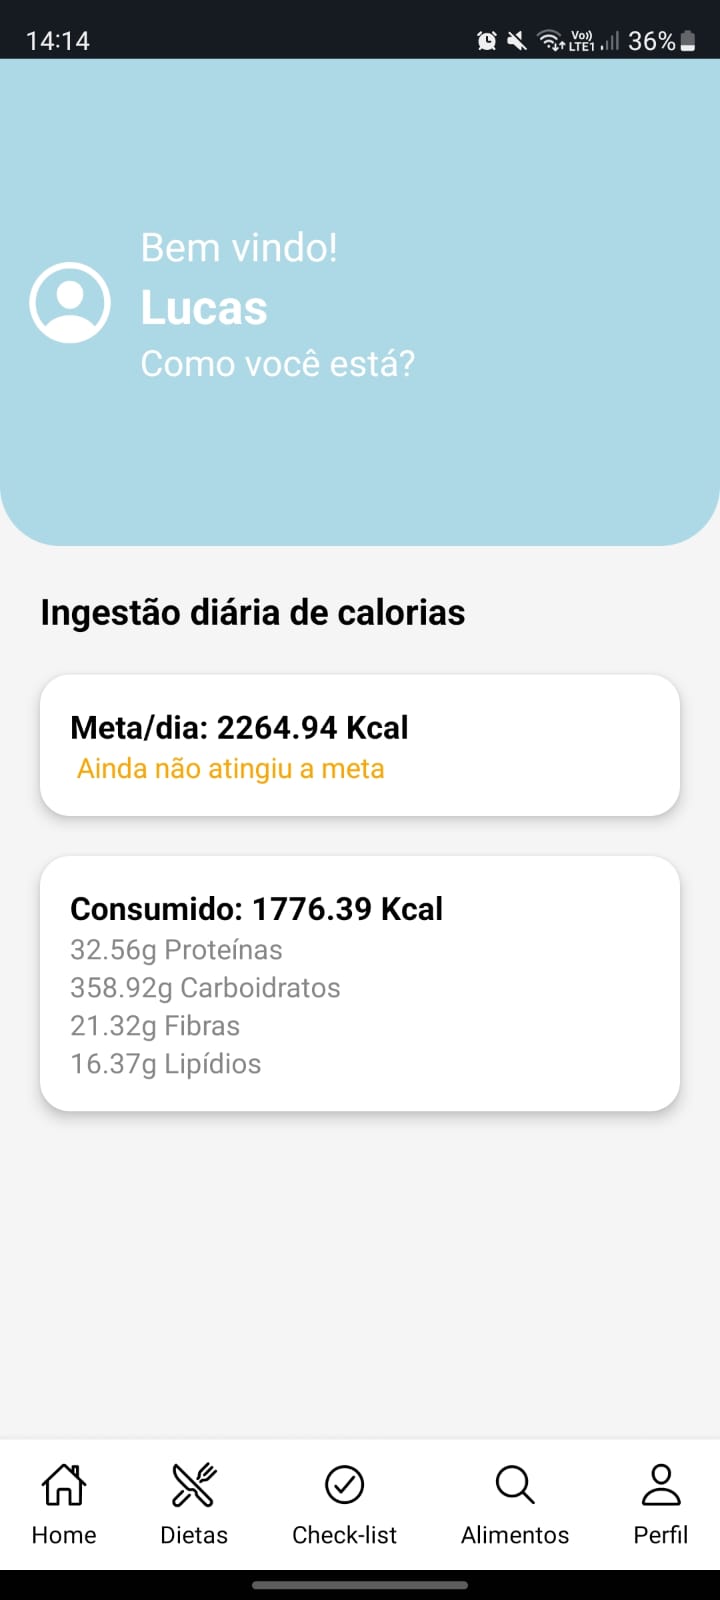 14:14
Vo))
LTE1
36%
Bem vindo!
Lucas
Como você está?
Ingestão diária de calorias
Meta/dia: 2264.94 Kcal
Ainda não atingiu a meta
Consumido: 1776.39 Kcal
32.56g Proteínas
358.92g Carboidratos
21.32g Fibras
16.37g Lipídios
Home
Dietas
Check-list
Alimentos
Perfil